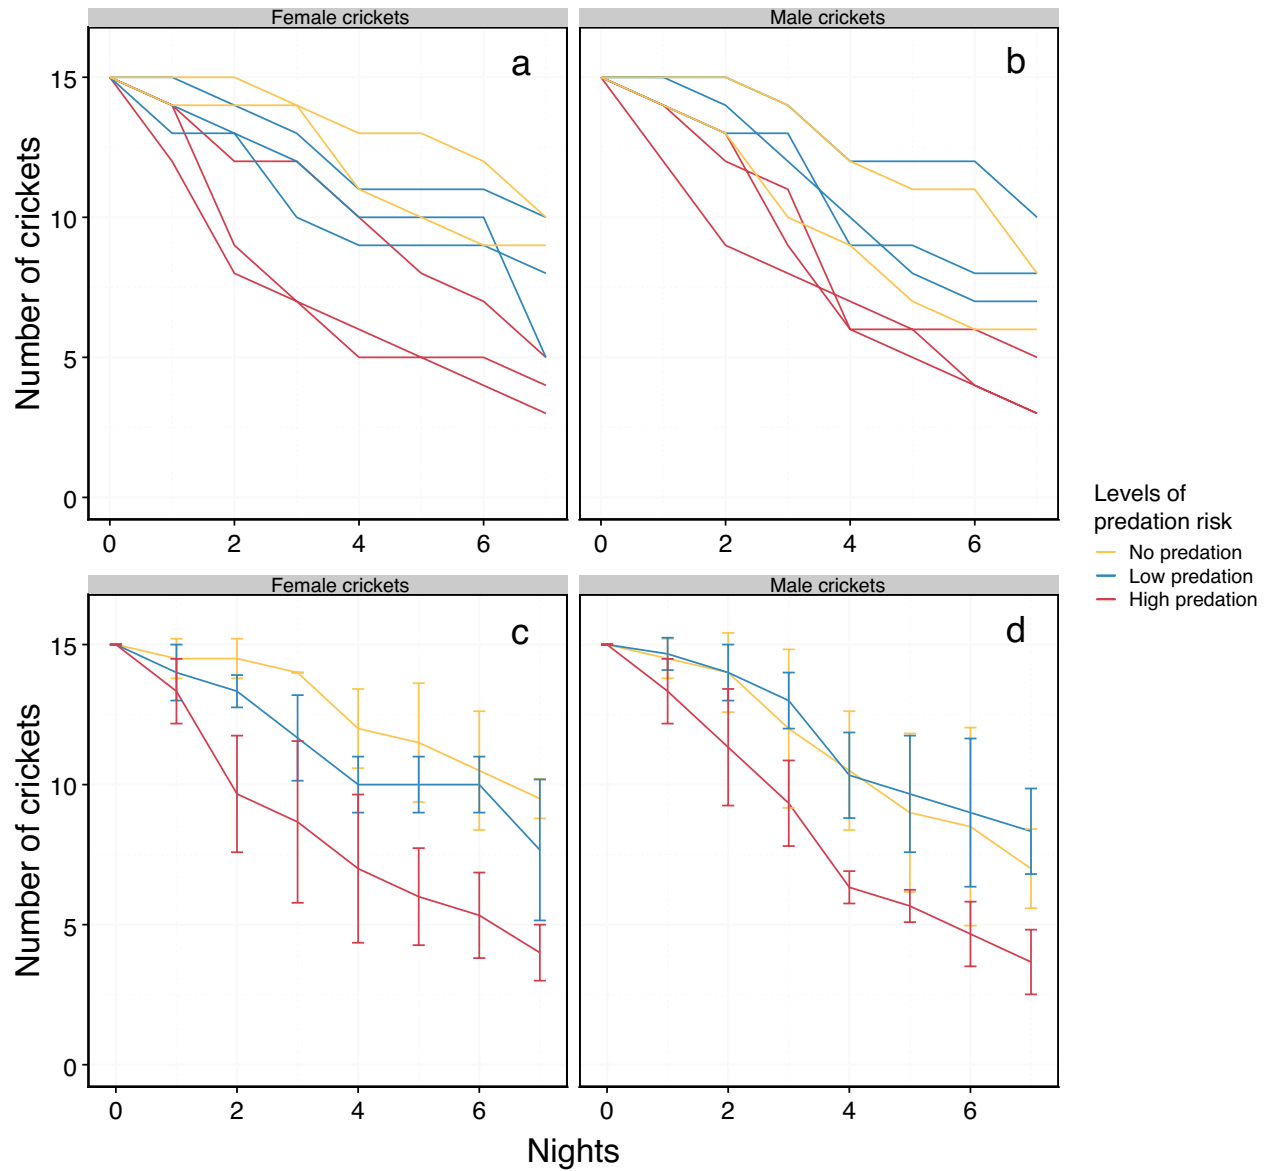 Female crickets
Male crickets
a
b
15
10
5
0
Number of crickets
0 2 4 6
0 2 4 6
Levels of
predation risk
No predation
Low predation
High predation
Female crickets
Male crickets
c
d
15
10
5
0
Number of crickets
0 2 4 6
0 2 4 6
Nights